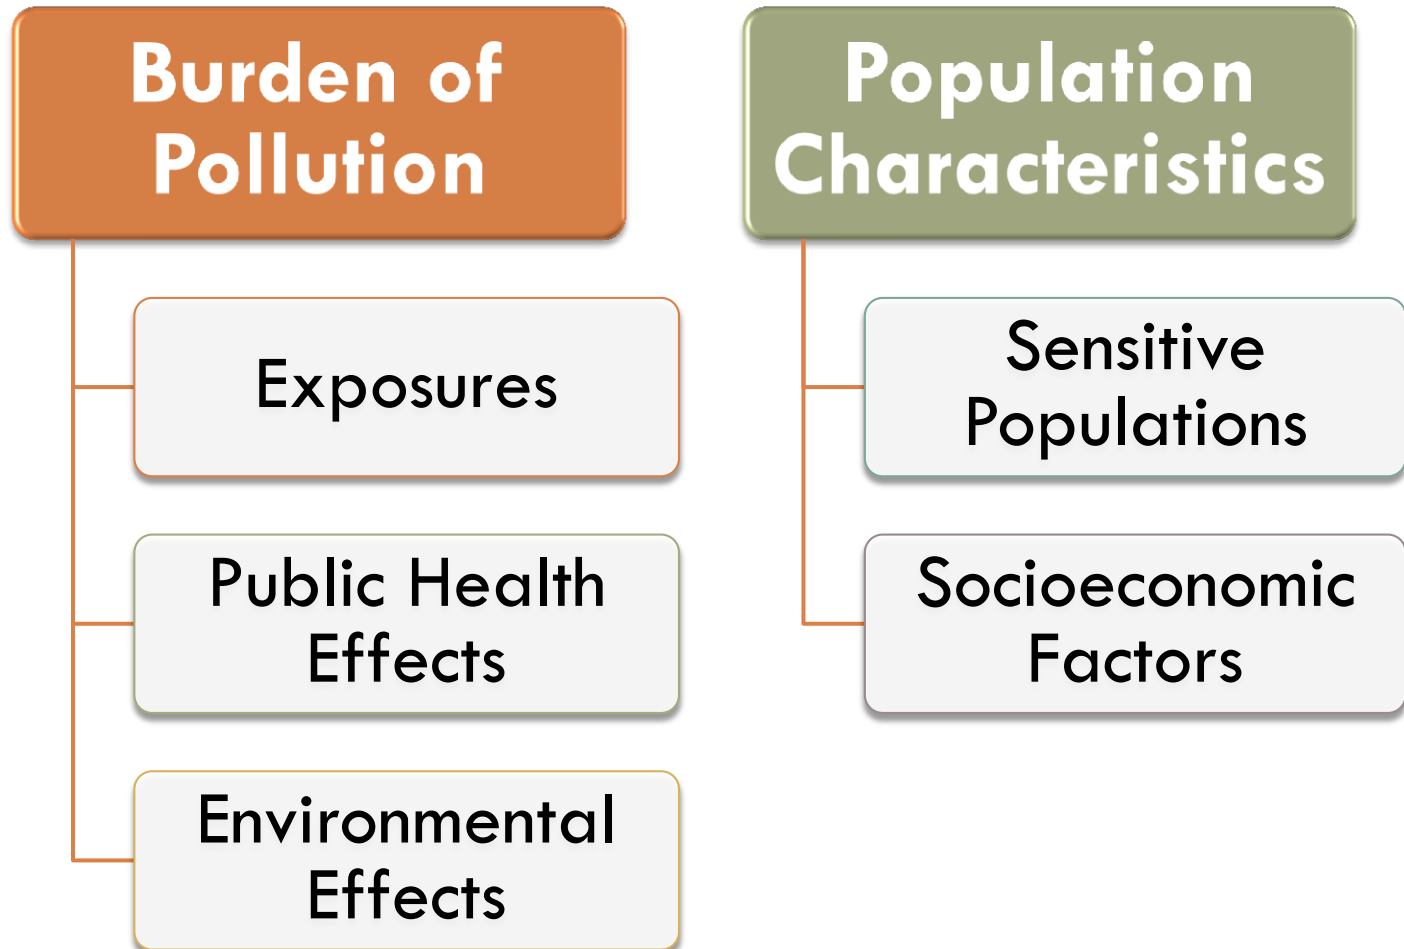 Burden of
Pollution
Exposures
Public Health
Effects
Environmental
Effects
Population
Characteristics
Sensitive
Populations
Socioeconomic
Factors